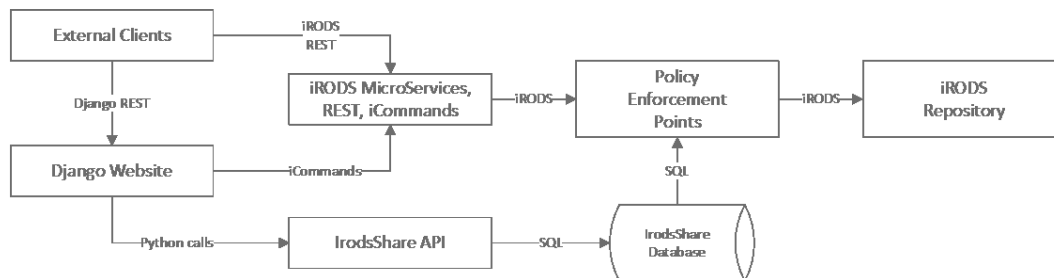 External Clients
iRODS
REST
Django REST
iRODS MicroServices,
REST, iCommands
iRODS
Policy
Enforcement
Points
iRODS
iRODS
Repository
Django Website
iCommands
SQL
Python calls
IrodsShare API
SQL
IrodsShare
Database